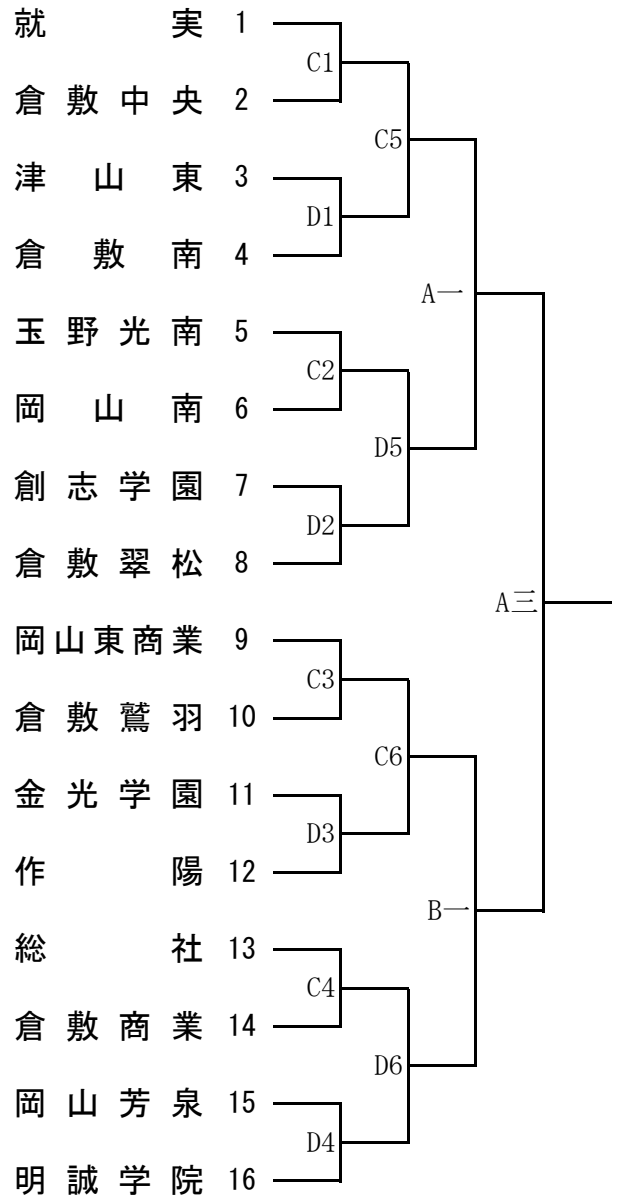 就実 1
C1
倉敷中央 2
C5
津山東 3
D1
倉敷南 4
A一
玉野光南 5
C2
岡山南 6
D5
創志学園 7
D2
倉敷翠松 8
A三
岡山東商業 9
C3
倉敷鷲羽 10
C6
金光学園 11
D3
作陽 12
B一
総社 13
C4
倉敷商業 14
D6
岡山芳泉 15
D4
明誠学院 16